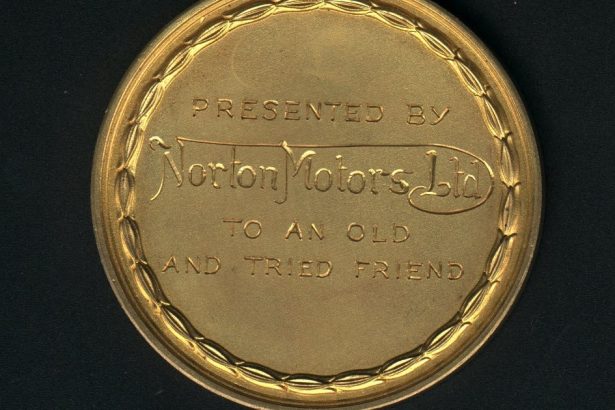 PRESENTED BY
Norton Motors Ltd
TO AN OLD
AND TRIED FRIEND